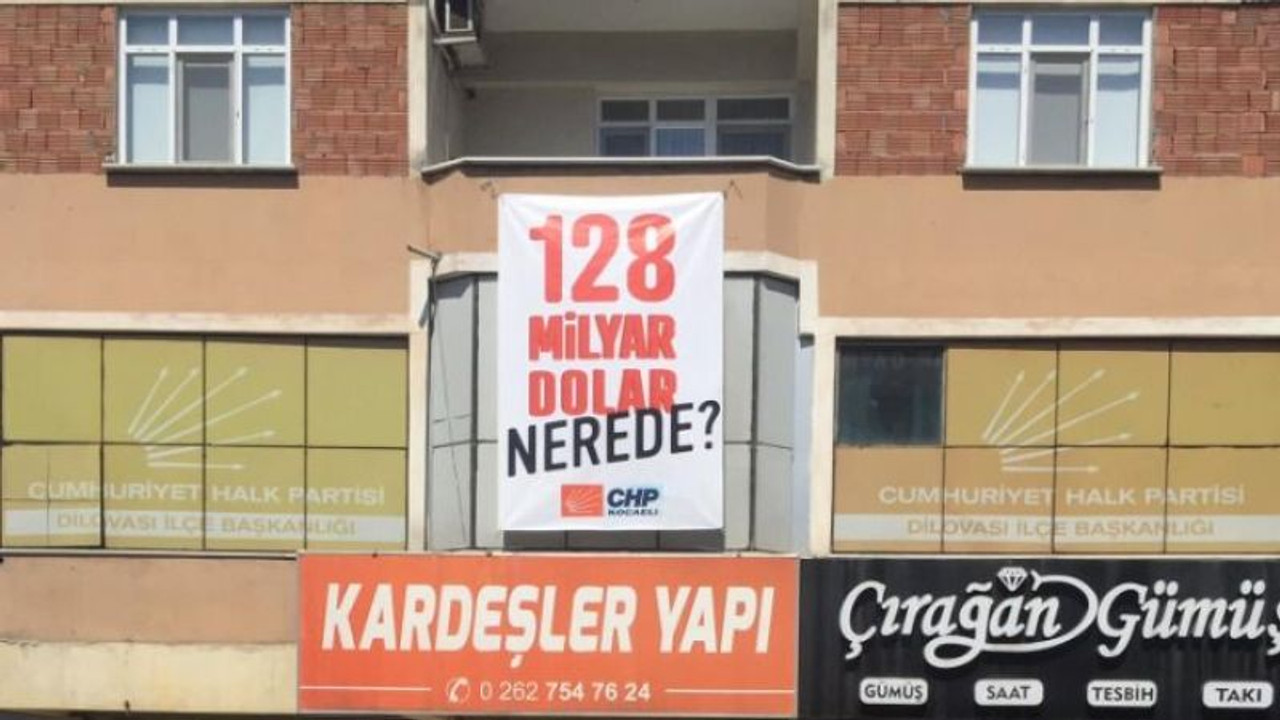 128
MİLYAR
DOLAR
NEREDE?
CHP
KOCAELİ
CUMHURİYET HALK PARTİSİ
DİLOVASI İLÇE BAŞKANLIĞI
CUMHURİYET HALK PARTİSİ
DİLOVASI İLÇE BAŞKANLIĞI
KARDEŞLER YAPI
0 262 754 76 24
Çırağan Gümüş
GÜMÜŞ SAAT TESBİH TAKI